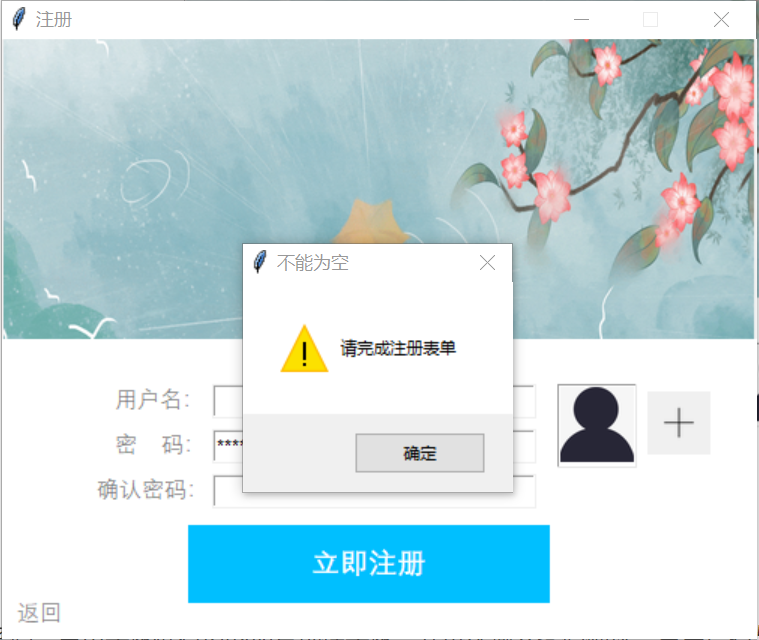 注册
不能为空
请完成注册表单
确定
用户名：
密 码：
****
确认密码：
立即注册
返回